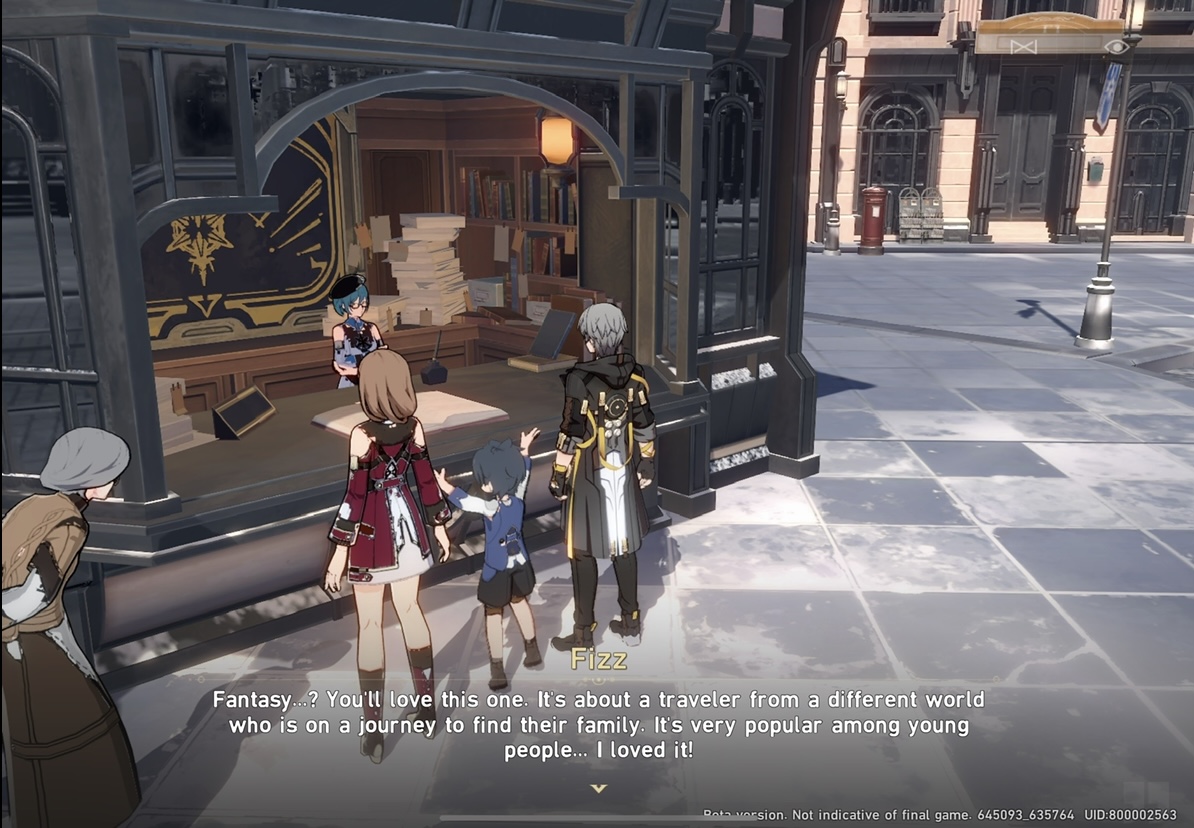 Fizz
Fantasy...? You'll love this one. It's about a traveler from a different world
who is on a journey to find their family. It's very popular among young
people... I loved it!
Beta version. Not indicative of final game. 645093_635764 UID:800002563